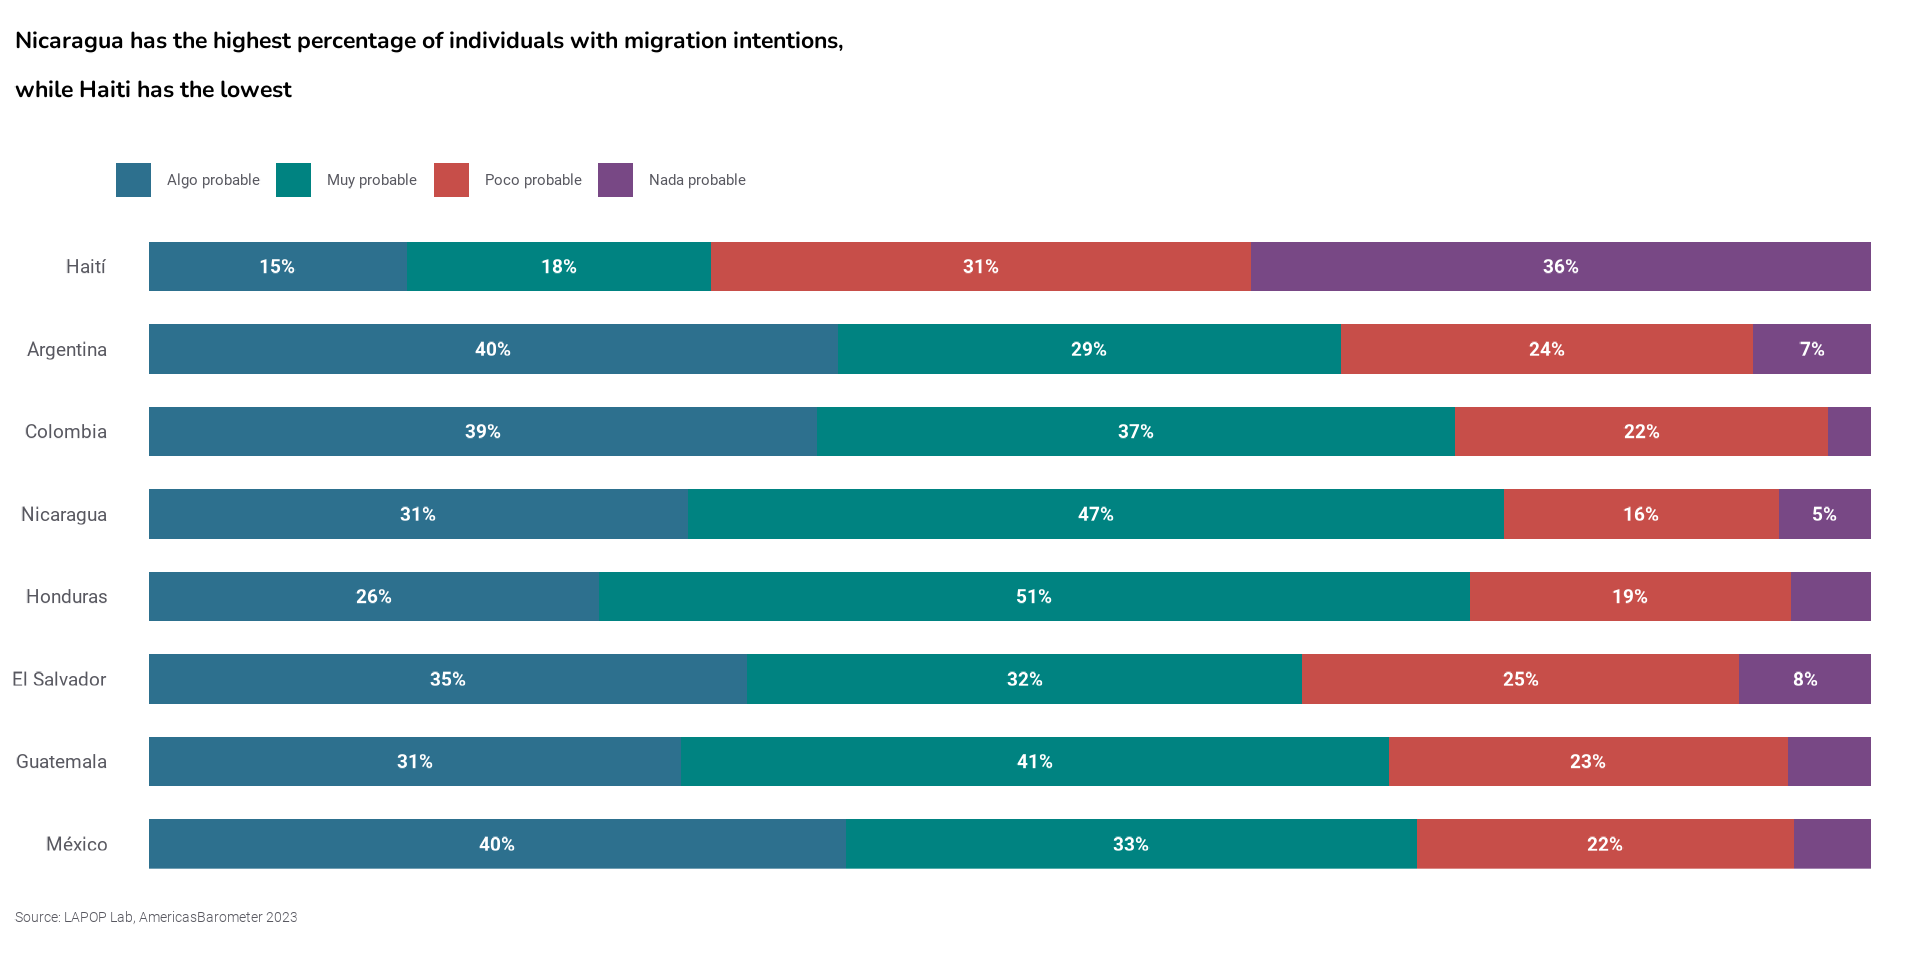 Nicaragua has the highest percentage of individuals with migration intentions,
while Haiti has the lowest
Algo probable Muy probable Poco probable Nada probable
Haití 15% 18% 31% 36%
Argentina 40% 29% 24% 7%
Colombia 39% 37% 22%
Nicaragua 31% 47% 16% 5%
Honduras 26% 51% 19%
El Salvador 35% 32% 25% 8%
Guatemala 31% 41% 23%
México 40% 33% 22%
Source: LAPOP Lab, AmericasBarometer 2023